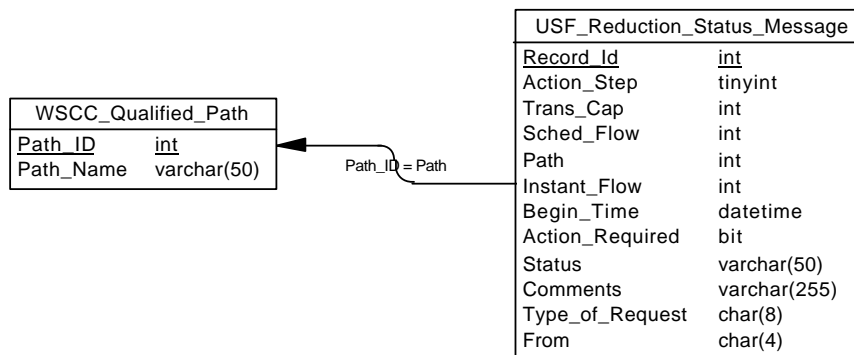 WSCC_Qualified_Path
Path_ID int
Path_Name varchar(50)
Path_ID = Path
USF_Reduction_Status_Message
Record_Id int
Action_Step tinyint
Trans_Cap int
Sched_Flow int
Path int
Instant_Flow int
Begin_Time datetime
Action_Required bit
Status varchar(50)
Comments varchar(255)
Type_of_Request char(8)
From char(4)